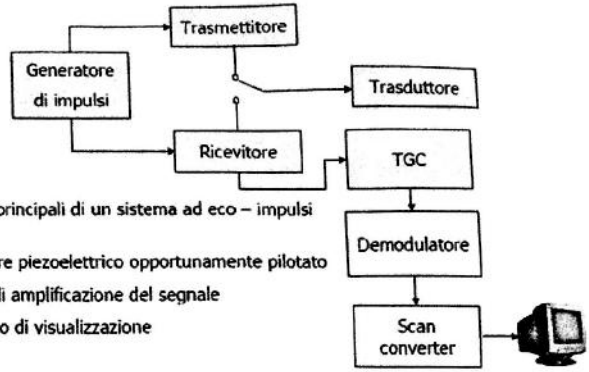 Trasmettitore
Generatore
di impulsi
Trasduttore
Ricevitore
TGC
principali di un sistema ad eco – impulsi
Demodulatore
piezoelettrico opportunamente pilotato
amplificazione del segnale
di visualizzazione
Scan
converter